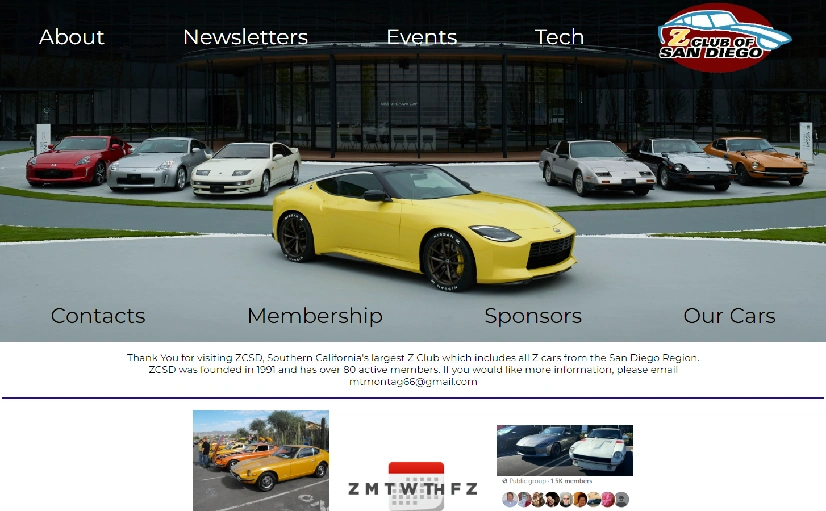 About Newsletters Events Tech
Z CLUB OF
SAN DIEGO
Contacts Membership Sponsors Our Cars
Thank You for visiting ZCSD, Southern California's largest Z Club which includes all Z cars from the San Diego Region.
ZCSD was founded in 1991 and has over 80 active members. If you would like more information, please email
mtmontag66@gmail.com
Z M T W TH F Z
Public group · 1.5K members